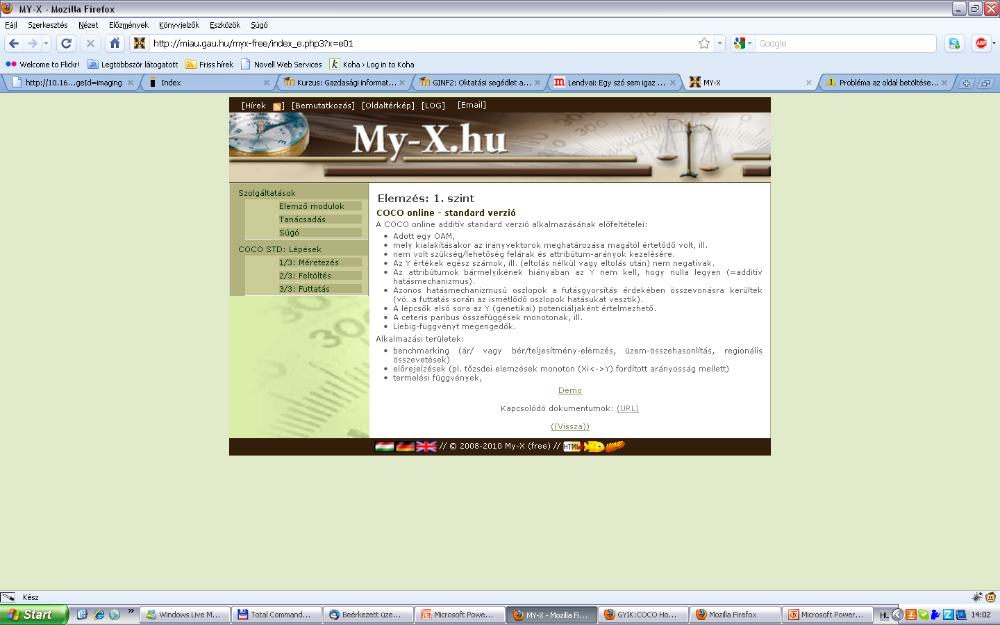 MY-X - Mozilla Firefox
Fájl Szerkesztés Nézet Előzmények Könyvjelzők Eszközök Súgó
http://miau.gau.hu/myx-free/index_e.php3?x=e01
Google
ABP
Welcome to Flickr! Legtöbbször látogatott Friss hírek Novell Web Services Koha › Log in to Koha
http://10.16...geId=imaging Index Kurzus: Gazdasági informat... GINF2: Oktatási segédlet a... Lendvai: Egy szó sem igaz ... MY-X Probléma az oldal betöltése...
[Hírek ] [Bemutatkozás] [Oldaltérkép] [LOG] [Email]
My-X.hu
Szolgáltatások
Elemző modulok
Tanácsadás
Súgó
COCO STD: Lépések
1/3: Méretezés
2/3: Feltöltés
3/3: Futtatás
Elemzés: 1. szint
COCO online - standard verzió
A COCO online additív standard verzió alkalmazásának előfeltételei:
Adott egy OAM,
mely kialakításakor az irányvektorok meghatározása magától értetődő volt, ill.
nem volt szükség/lehetőség felárak és attribútum-arányok kezelésére.
Az Y értékek egész számok, ill. (eltolás nélkül vagy eltolás után) nem negatívak.
Az attribútumok bármelyikének hiányában az Y nem kell, hogy nulla legyen (=additív
hatásmechanizmus).
Azonos hatásmechanizmusú oszlopok a futásgyorsítás érdekében összevonásra kerültek
(vö. a futtatás során az ismétlődő oszlopok hatásukat vesztik).
A lépcsők első sora az Y (genetikai) potenciáljaként értelmezhető.
A ceteris paribus összefüggések monotonak, ill.
Liebig-függvényt megengedők.
Alkalmazási területek:
benchmarking (ár/ vagy bér/teljesítmény-elemzés, üzem-összehasonlítás, regionális
összevetések)
előrejelzések (pl. tőzsdei elemzések monoton (Xi<->Y) fordított arányosság mellett)
termelési függvények,
Demo
Kapcsolódó dokumentumok: (URL)
((Vissza))
// © 2008-2010 My-X (free) // HTML
Kész
Start » Windows Live M... Total Command... Beérkezett üze... Microsoft Powe... MY-X - Mozilla Fi... GYIK:COCO Ho... Mozilla Firefox Microsoft Power... HU 14:02